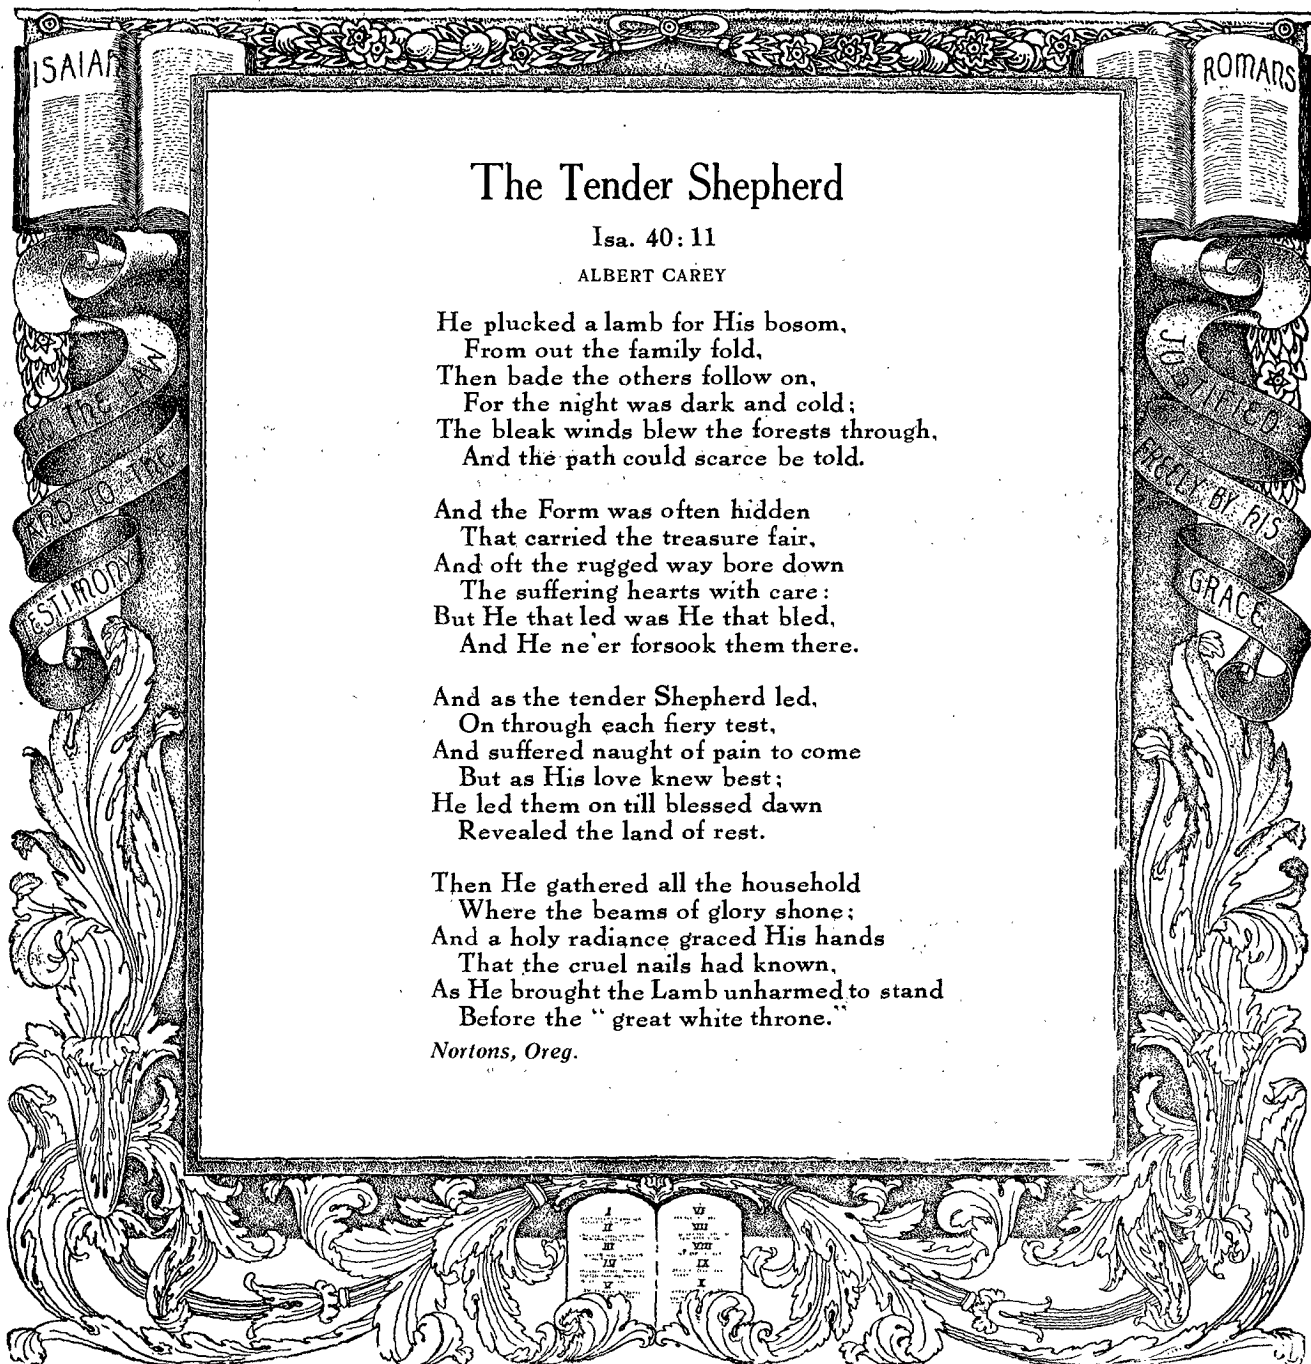 ISAIAH
ROMANS
The Tender Shepherd
Isa. 40:11
ALBERT CAREY
He plucked a lamb for His bosom,
From out the family fold,
Then bade the others follow on,
For the night was dark and cold;
The bleak winds blew the forests through,
And the path could scarce be told.
And the Form was often hidden
That carried the treasure fair,
And oft the rugged way bore down
The suffering hearts with care:
But He that led was He that bled,
And He ne'er forsook them there.
And as the tender Shepherd led,
On through each fiery test,
And suffered naught of pain to come
But as His love knew best;
He led them on till blessed dawn
Revealed the land of rest.
Then He gathered all the household
Where the beams of glory shone;
And a holy radiance graced His hands
That the cruel nails had known,
As He brought the Lamb unharmed to stand
Before the "great white throne."
Nortons, Oreg.
TO THE LAW
AND TO THE
TESTIMONY
JUSTIFIED
FREELY BY HIS
GRACE
I
II
III
IV
V
VI
VII
VIII
IX
X